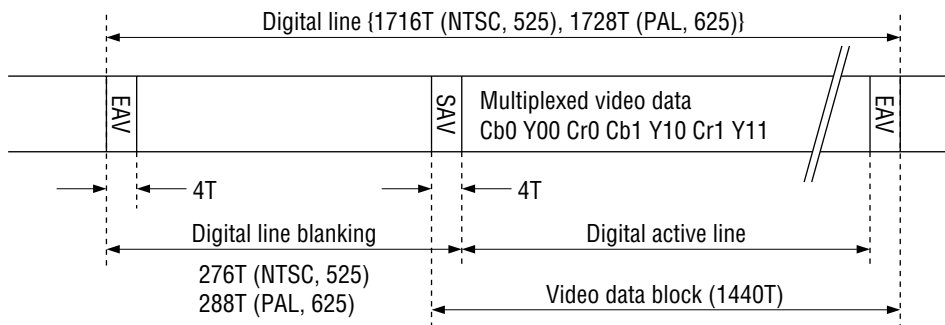 Digital line {1716T (NTSC, 525), 1728T (PAL, 625)}
EAV
SAV
Multiplexed video data
Cb0 Y00 Cr0 Cb1 Y10 Cr1 Y11
EAV
4T
4T
Digital line blanking
Digital active line
276T (NTSC, 525)
288T (PAL, 625)
Video data block (1440T)